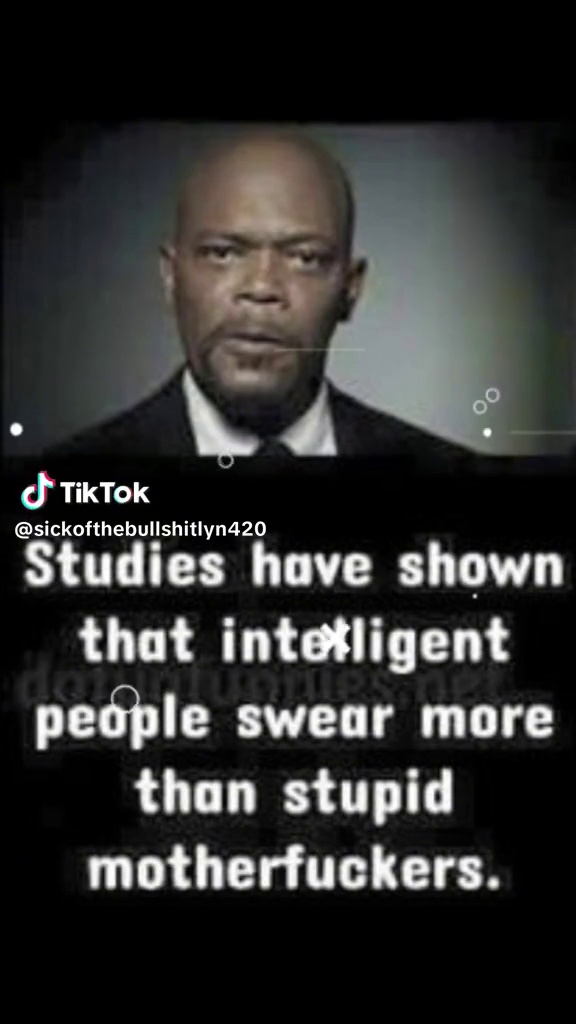 TikTok
@sickofthebullshitlyn420
Studies have shown
that intelligent
people swear more
than stupid
motherfuckers.